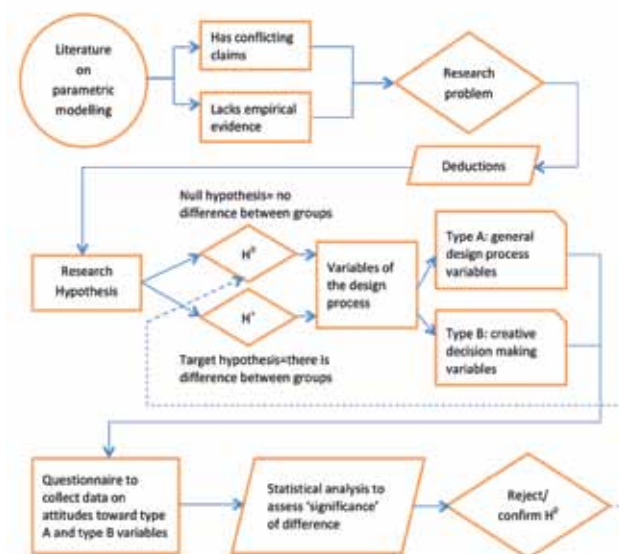 Literature
on
parametric
modelling
Has conflicting
claims
Lacks empirical
evidence
Research
problem
Deductions
Null hypothesis= no
difference between groups
Research
Hypothesis
H⁰
H⁺
Target hypothesis=there is
difference between groups
Variables of
the design
process
Type A: general
design process
variables
Type B: creative
decision making
variables
Questionnaire to
collect data on
attitudes toward type
A and type B variables
Statistical analysis to
assess ‘significance’
of difference
Reject/
confirm H⁰